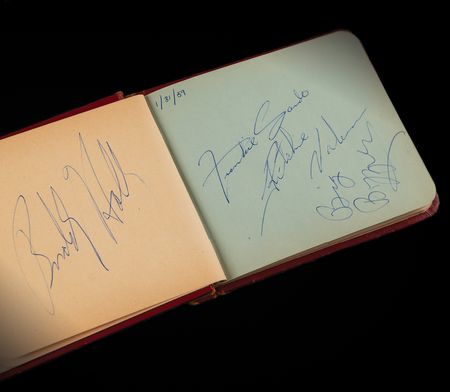 Buddy Holly
1/31/59
Frankie Sardo
Ritchie Valens
Big Bopper